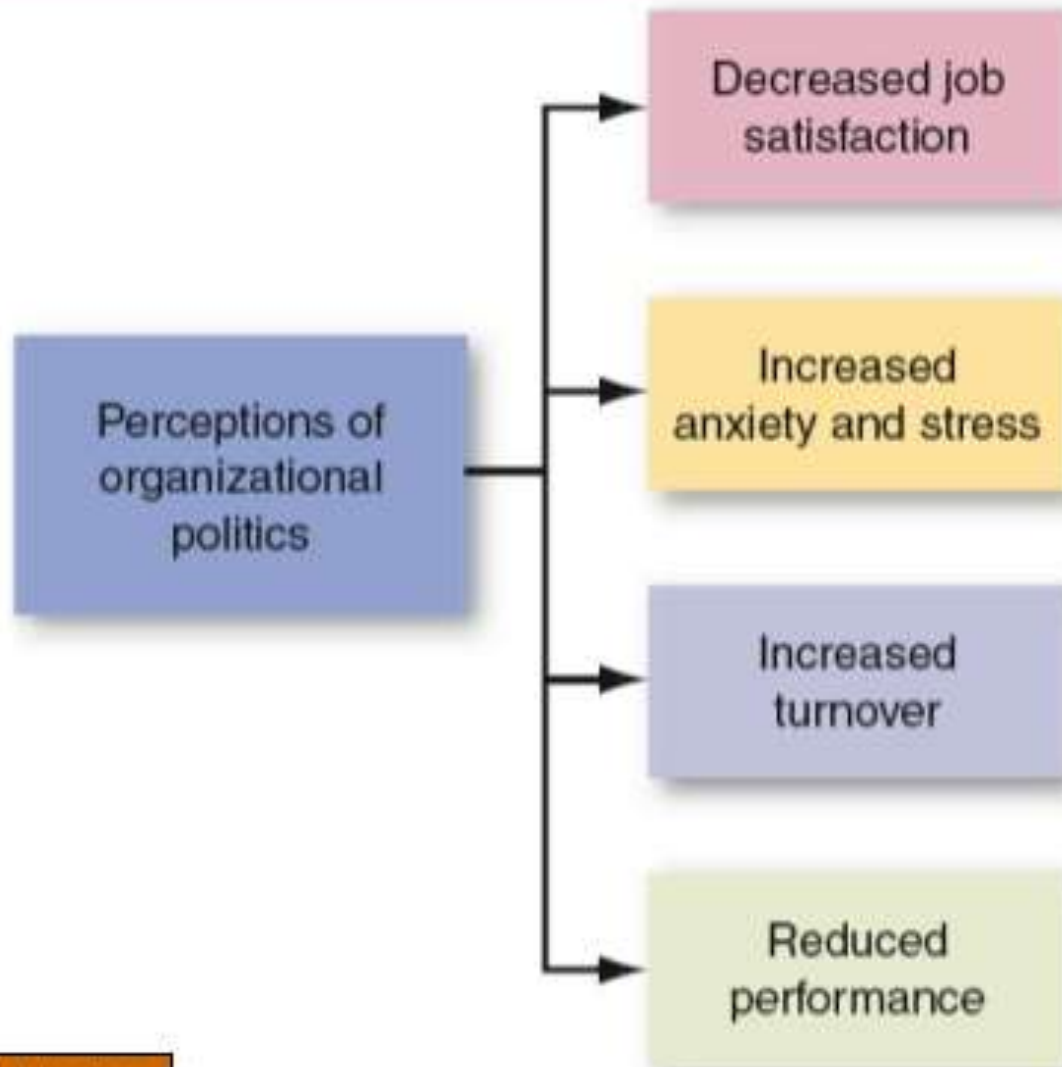 Perceptions of
organizational
politics
Decreased job
satisfaction
Increased
anxiety and stress
Increased
turnover
Reduced
performance